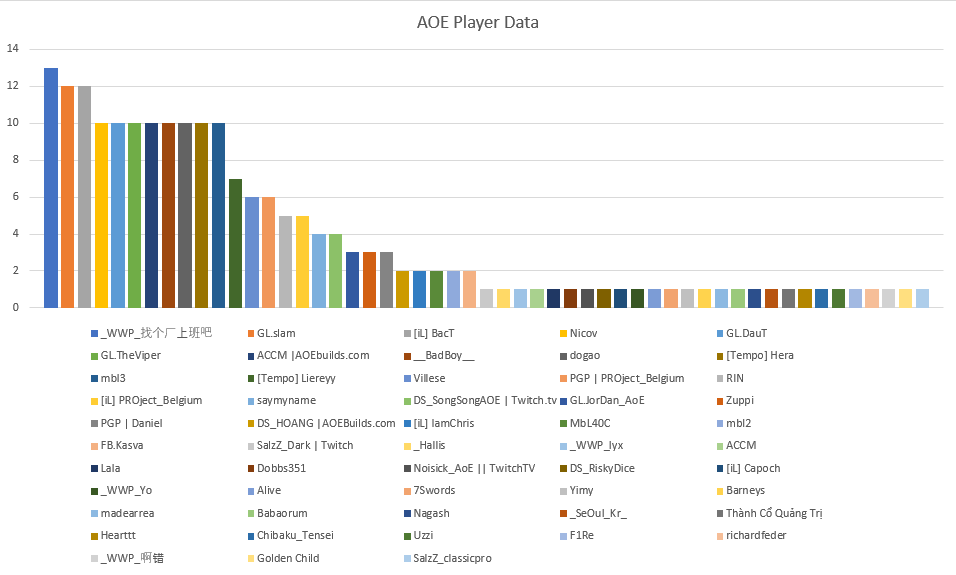 AOE Player Data
14
12
10
8
6
4
2
0
_WWP_找个厂上班吧 GL.slam [iL] BacT Nicov GL.DauT
GL.TheViper ACCM |AOEbuilds.com __BadBoy__ dogao [Tempo] Hera
mbl3 [Tempo] Liereyy Villese PGP | PROject_Belgium RIN
[iL] PROject_Belgium saymyname DS_SongSongAOE | Twitch.tv GL.JorDan_AoE Zuppi
PGP | Daniel DS_HOANG |AOEBuilds.com [iL] IamChris MbL40C mbl2
FB.Kasva SalzZ_Dark | Twitch _Hallis _WWP_lyx ACCM
Lala Dobbs351 Noisick_AoE || TwitchTV DS_RiskyDice [iL] Capoch
_WWP_Yo Alive 7Swords Yimy Barneys
madearrea Babaorum Nagash _SeOul_Kr_ Thành Cổ Quảng Trị
Hearttt Chibaku_Tensei Uzzi F1Re richardfeder
_WWP_啊错 Golden Child SalzZ_classicpro